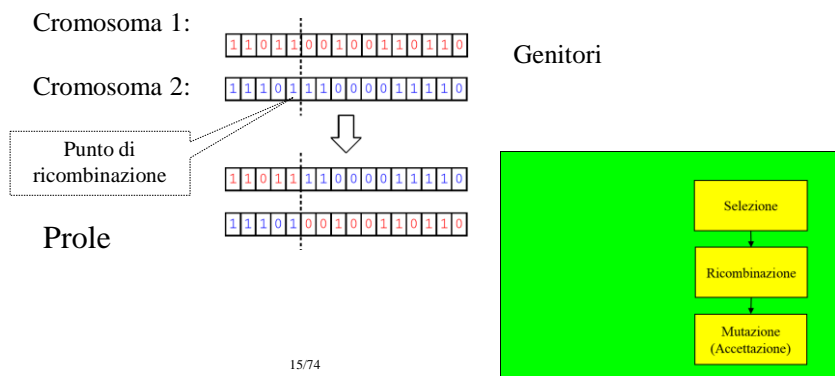 Cromosoma 1:
1 1 0 1 1 0 0 1 0 0 1 1 0 1 1 0
Genitori
Cromosoma 2:
1 1 1 0 1 1 1 0 0 0 0 1 1 1 1 0
Punto di
ricombinazione
1 1 0 1 1 1 1 0 0 0 0 1 1 1 1 0
1 1 1 0 1 0 0 1 0 0 1 1 0 1 1 0
Prole
Selezione
Ricombinazione
Mutazione
(Accettazione)
15/74